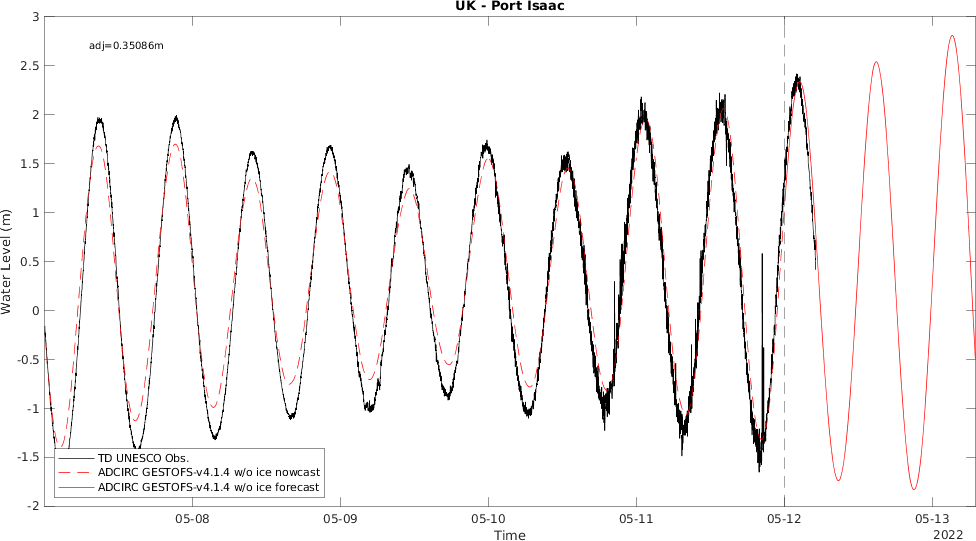 UK - Port Isaac
adj=0.35086m
Water Level (m)
3
2.5
2
1.5
1
0.5
0
-0.5
-1
-1.5
-2
TD UNESCO Obs.
ADCIRC GESTOFS-v4.1.4 w/o ice nowcast
ADCIRC GESTOFS-v4.1.4 w/o ice forecast
05-08 05-09 05-10 05-11 05-12 05-13
Time
2022